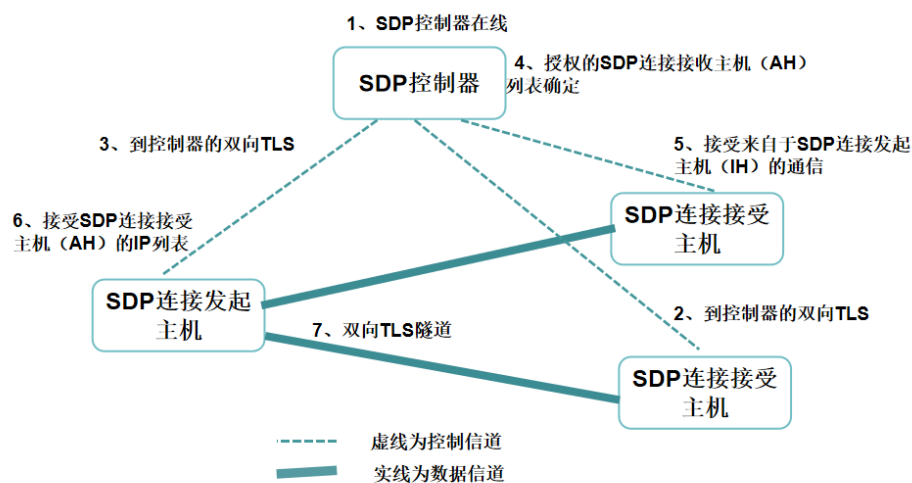 1、SDP控制器在线
SDP控制器
4、授权的SDP连接接收主机（AH）
列表确定
3、到控制器的双向TLS
5、接受来自于SDP连接发起
主机（IH）的通信
6、接受SDP连接接受
主机（AH）的IP列表
SDP连接接受
主机
SDP连接发起
主机
2、到控制器的双向TLS
7、双向TLS隧道
SDP连接接受
主机
虚线为控制信道
实线为数据信道